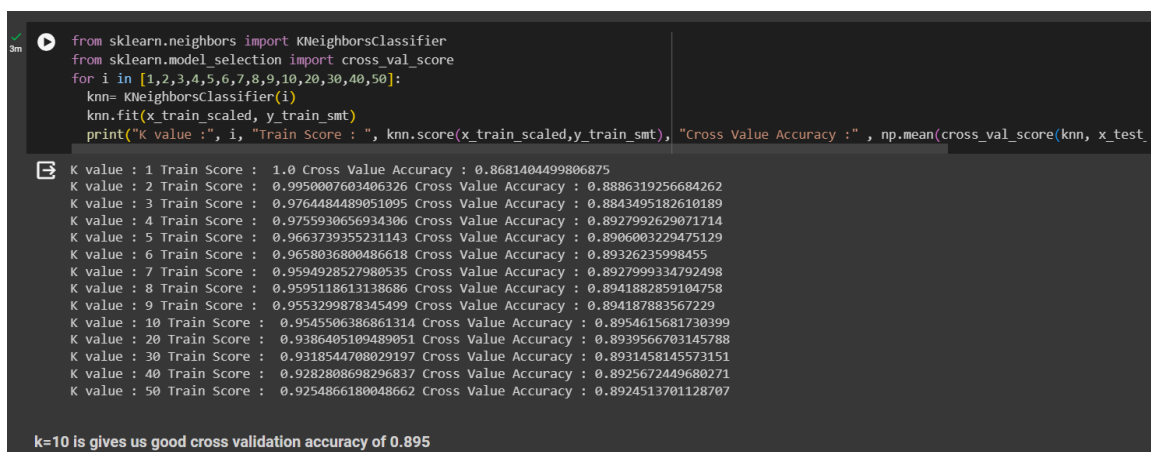 3m
from sklearn.neighbors import KNeighborsClassifier
from sklearn.model_selection import cross_val_score
for i in [1,2,3,4,5,6,7,8,9,10,20,30,40,50]:
knn= KNeighborsClassifier(i)
knn.fit(x_train_scaled, y_train_smt)
print("K value :", i, "Train Score : ", knn.score(x_train_scaled,y_train_smt), "Cross Value Accuracy :" , np.mean(cross_val_score(knn, x_test_
K value : 1 Train Score :  1.0 Cross Value Accuracy : 0.8681404499806875
K value : 2 Train Score :  0.9950007603406326 Cross Value Accuracy : 0.8886319256684262
K value : 3 Train Score :  0.9764484489051095 Cross Value Accuracy : 0.8843495182610189
K value : 4 Train Score :  0.9755930656934306 Cross Value Accuracy : 0.8927992629071714
K value : 5 Train Score :  0.9663739355231143 Cross Value Accuracy : 0.8906003229475129
K value : 6 Train Score :  0.9658036800486618 Cross Value Accuracy : 0.89326235998455
K value : 7 Train Score :  0.9594928527980535 Cross Value Accuracy : 0.8927999334792498
K value : 8 Train Score :  0.9595118613138686 Cross Value Accuracy : 0.8941882859104758
K value : 9 Train Score :  0.9553299878345499 Cross Value Accuracy : 0.894187883567229
K value : 10 Train Score :  0.9545506386861314 Cross Value Accuracy : 0.8954615681730399
K value : 20 Train Score :  0.9386405109489051 Cross Value Accuracy : 0.8939566703145788
K value : 30 Train Score :  0.9318544708029197 Cross Value Accuracy : 0.8931458145573151
K value : 40 Train Score :  0.9282808698296837 Cross Value Accuracy : 0.8925672449680271
K value : 50 Train Score :  0.9254866180048662 Cross Value Accuracy : 0.8924513701128707
k=10 is gives us good cross validation accuracy of 0.895